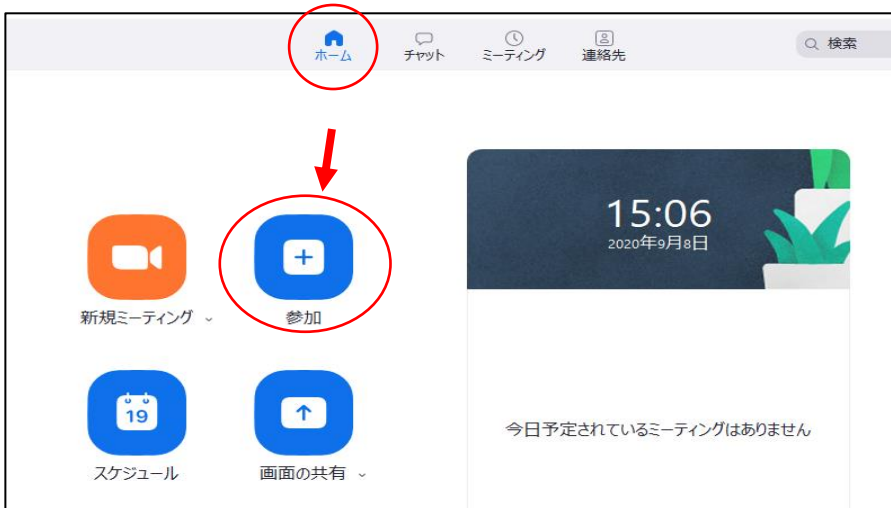 ホーム
チャット
ミーティング
連絡先
検索
15:06
2020年9月8日
新規ミーティング
参加
19
スケジュール
画面の共有
今日予定されているミーティングはありません